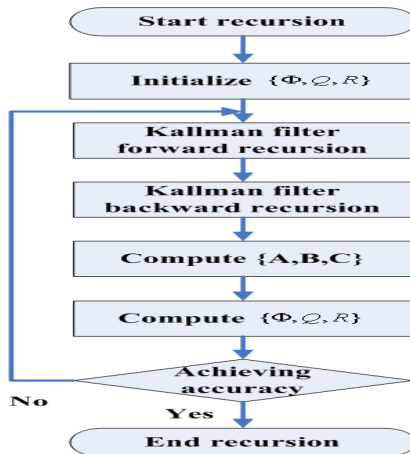 Start recursion
Initialize {Φ,Q,R}
Kallman filter
forward recursion
Kallman filter
backward recursion
Compute {A,B,C}
Compute {Φ,Q,R}
Achieving
accuracy
No
Yes
End recursion